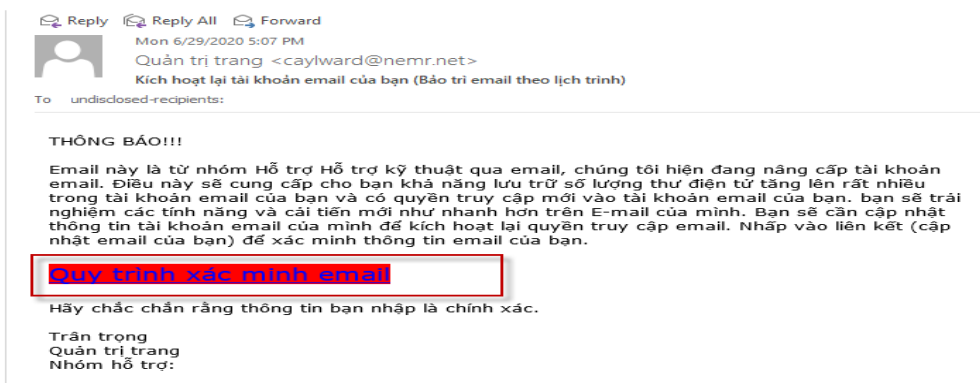 Reply Reply All Forward
Mon 6/29/2020 5:07 PM
Quản trị trang <caylward@nemr.net>
Kích hoạt lại tài khoản email của bạn (Bảo trì email theo lịch trình)
To undisclosed-recipients:
THÔNG BÁO!!!
Email này là từ nhóm Hỗ trợ Hỗ trợ kỹ thuật qua email, chúng tôi hiện đang nâng cấp tài khoản
email. Điều này sẽ cung cấp cho bạn khả năng lưu trữ số lượng thư điện tử tăng lên rất nhiều
trong tài khoản email của bạn và có quyền truy cập mới vào tài khoản email của bạn. bạn sẽ trải
nghiệm các tính năng và cải tiến mới như nhanh hơn trên E-mail của mình. Bạn sẽ cần cập nhật
thông tin tài khoản email của mình để kích hoạt lại quyền truy cập email. Nhấp vào liên kết (cập
nhật email của bạn) để xác minh thông tin email của bạn.
Quy trình xác minh email
Hãy chắc chắn rằng thông tin bạn nhập là chính xác.
Trân trọng
Quản trị trang
Nhóm hỗ trợ: